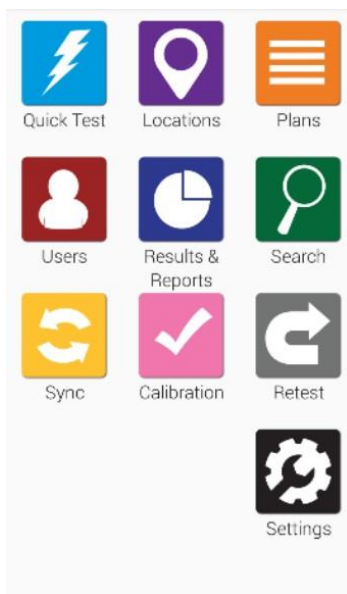 Quick Test
Locations
Plans
Users
Results &
Reports
Search
Sync
Calibration
Retest
Settings